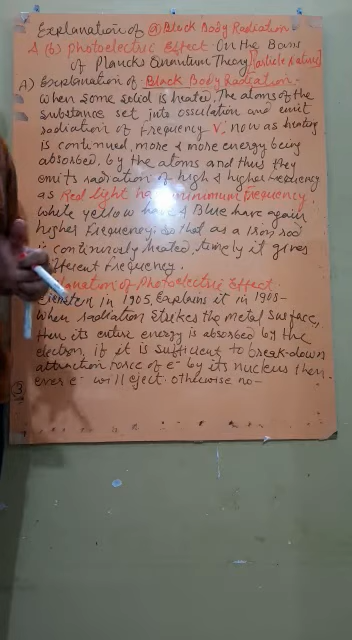 Explanation of (a) Black Body Radiation -
& (b) Photoelectric Effect - On the Basis
of Plancks Quantum Theory [Particle Nature]
A) Explanation of Black Body Radiation -
When Some Solid is heated, The atoms of the
substance set into oscillation and emit
radiation of frequency V, now as heating
is continued, more & more energy being
absorbed by the atoms and thus they
emits radiation of high & higher frequency
as Red light has minimum frequency,
while yellow & Blue have again
higher frequency, so that as a Iron rod
is continuously heated, it gives
different frequency.
Explanation of Photoelectric Effect -
Einstein in 1905, Explains it in
When radiation strikes the metal surface,
then its entire energy is absorbed by the
electron, if it is sufficient to break-down
attraction force of e- by its nucleus then
e- will eject otherwise no -
3